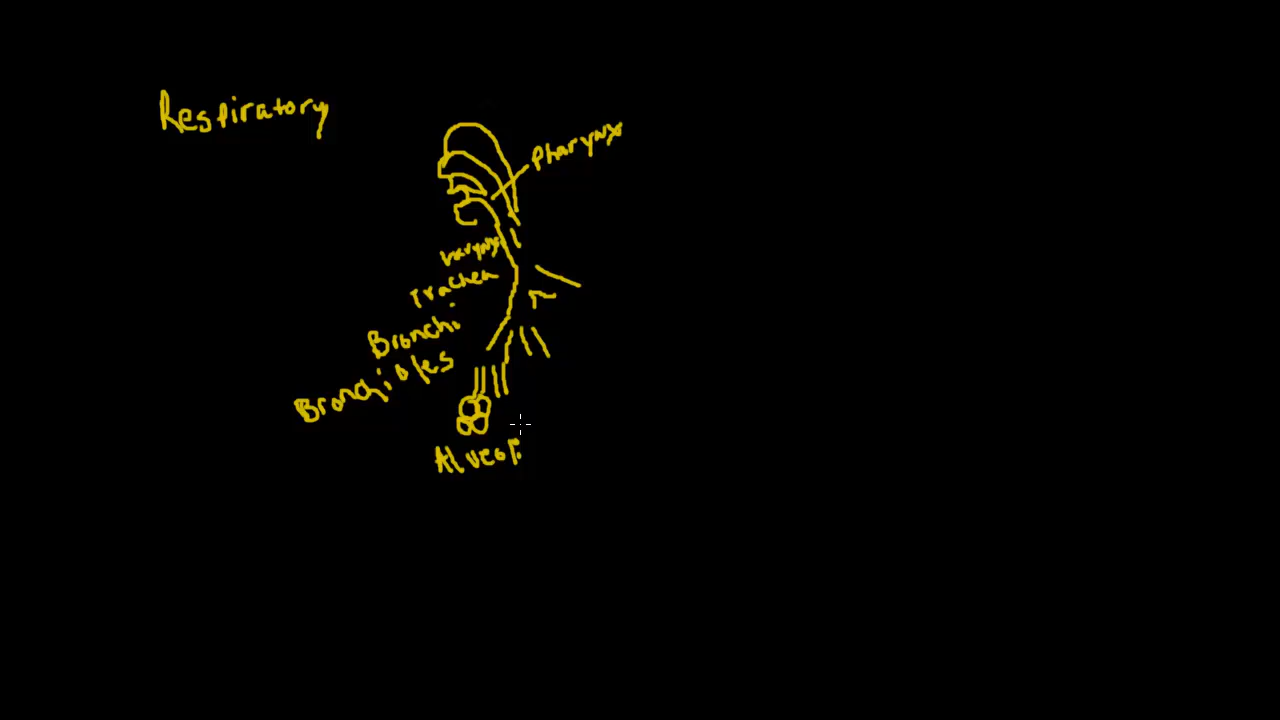 Respiratory
Pharynx
Larynx
Trachea
Bronchi
Bronchioles
Alveoli